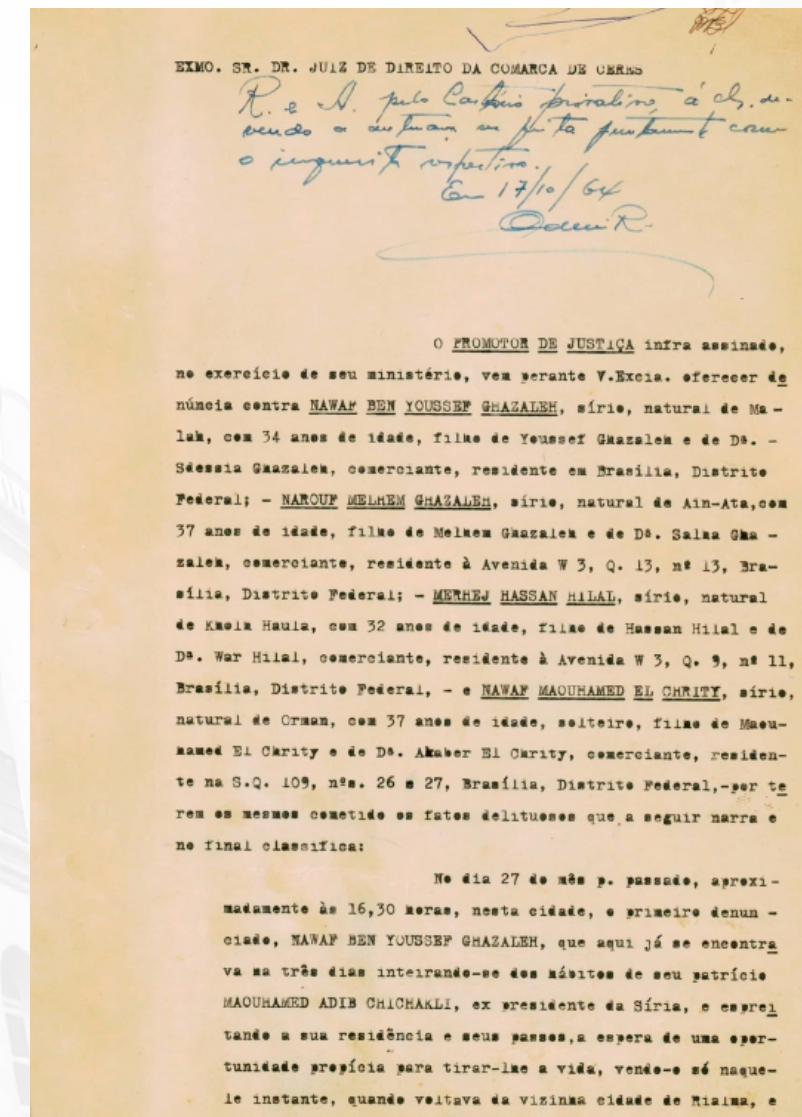 EXMO. SR. DR. JUIZ DE DIREITO DA COMARCA DE CERES
R. e A. pelo Cartório privativo, á cls. de-
vendo a autuação ser feita juntamente com
o inquerito respectivo.
Em 17/10/64
O PROMOTOR DE JUSTIÇA infra assinado,
no exercício de seu ministério, vem perante V.Excia. oferecer de
núncia contra NAWAF BEN YOUSSEF GHAZALEH, sírio, natural de Ma -
lah, com 34 anos de idade, filho de Youssef Ghazaleh e de Dª. -
Sdessia Ghazaleh, comerciante, residente em Brasília, Distrito
Federal; - NAROUF MELHEM GHAZALEH, sírio, natural de Ain-Ata,com
37 anos de idade, filho de Melhem Ghazaleh e de Dª. Salha Gha -
zaleh, comerciante, residente à Avenida W 3, Q. 13, nº 13, Bra-
sília, Distrito Federal; - MERHEJ HASSAN HILAL, sírio, natural
de Kholm Haula, com 32 anos de idade, filho de Hassan Hilal e de
Dª. War Hilal, comerciante, residente à Avenida W 3, Q. 9, nº 11,
Brasília, Distrito Federal, - e NAWAF MAOUHAMED EL CHRITY, sírio,
natural de Orman, com 37 anos de idade, solteiro, filho de Maou-
hamed El Chrity e de Dª. Akaber El Chrity, comerciante, residen-
te na S.Q. 109, nºs. 26 e 27, Brasília, Distrito Federal,-por te
rem os mesmos cometido os fatos delituosos que a seguir narra e
no final classifica:
No dia 27 do mês p. passado, aproxi-
madamente às 16,30 horas, nesta cidade, o primeiro denun -
ciado, NAWAF BEN YOUSSEF GHAZALEH, que aqui já se encontra
va ha três dias inteirando-se dos hábitos de seu patrício
MAOUHAMED ADIB CHICHAKLI, ex presidente da Síria, e esprei
tando a sua residência e seus passos,a espera de uma opor-
tunidade propícia para tirar-lhe a vida, vendo-o só naque-
le instante, quando voltava da vizinha cidade de Rialma, e